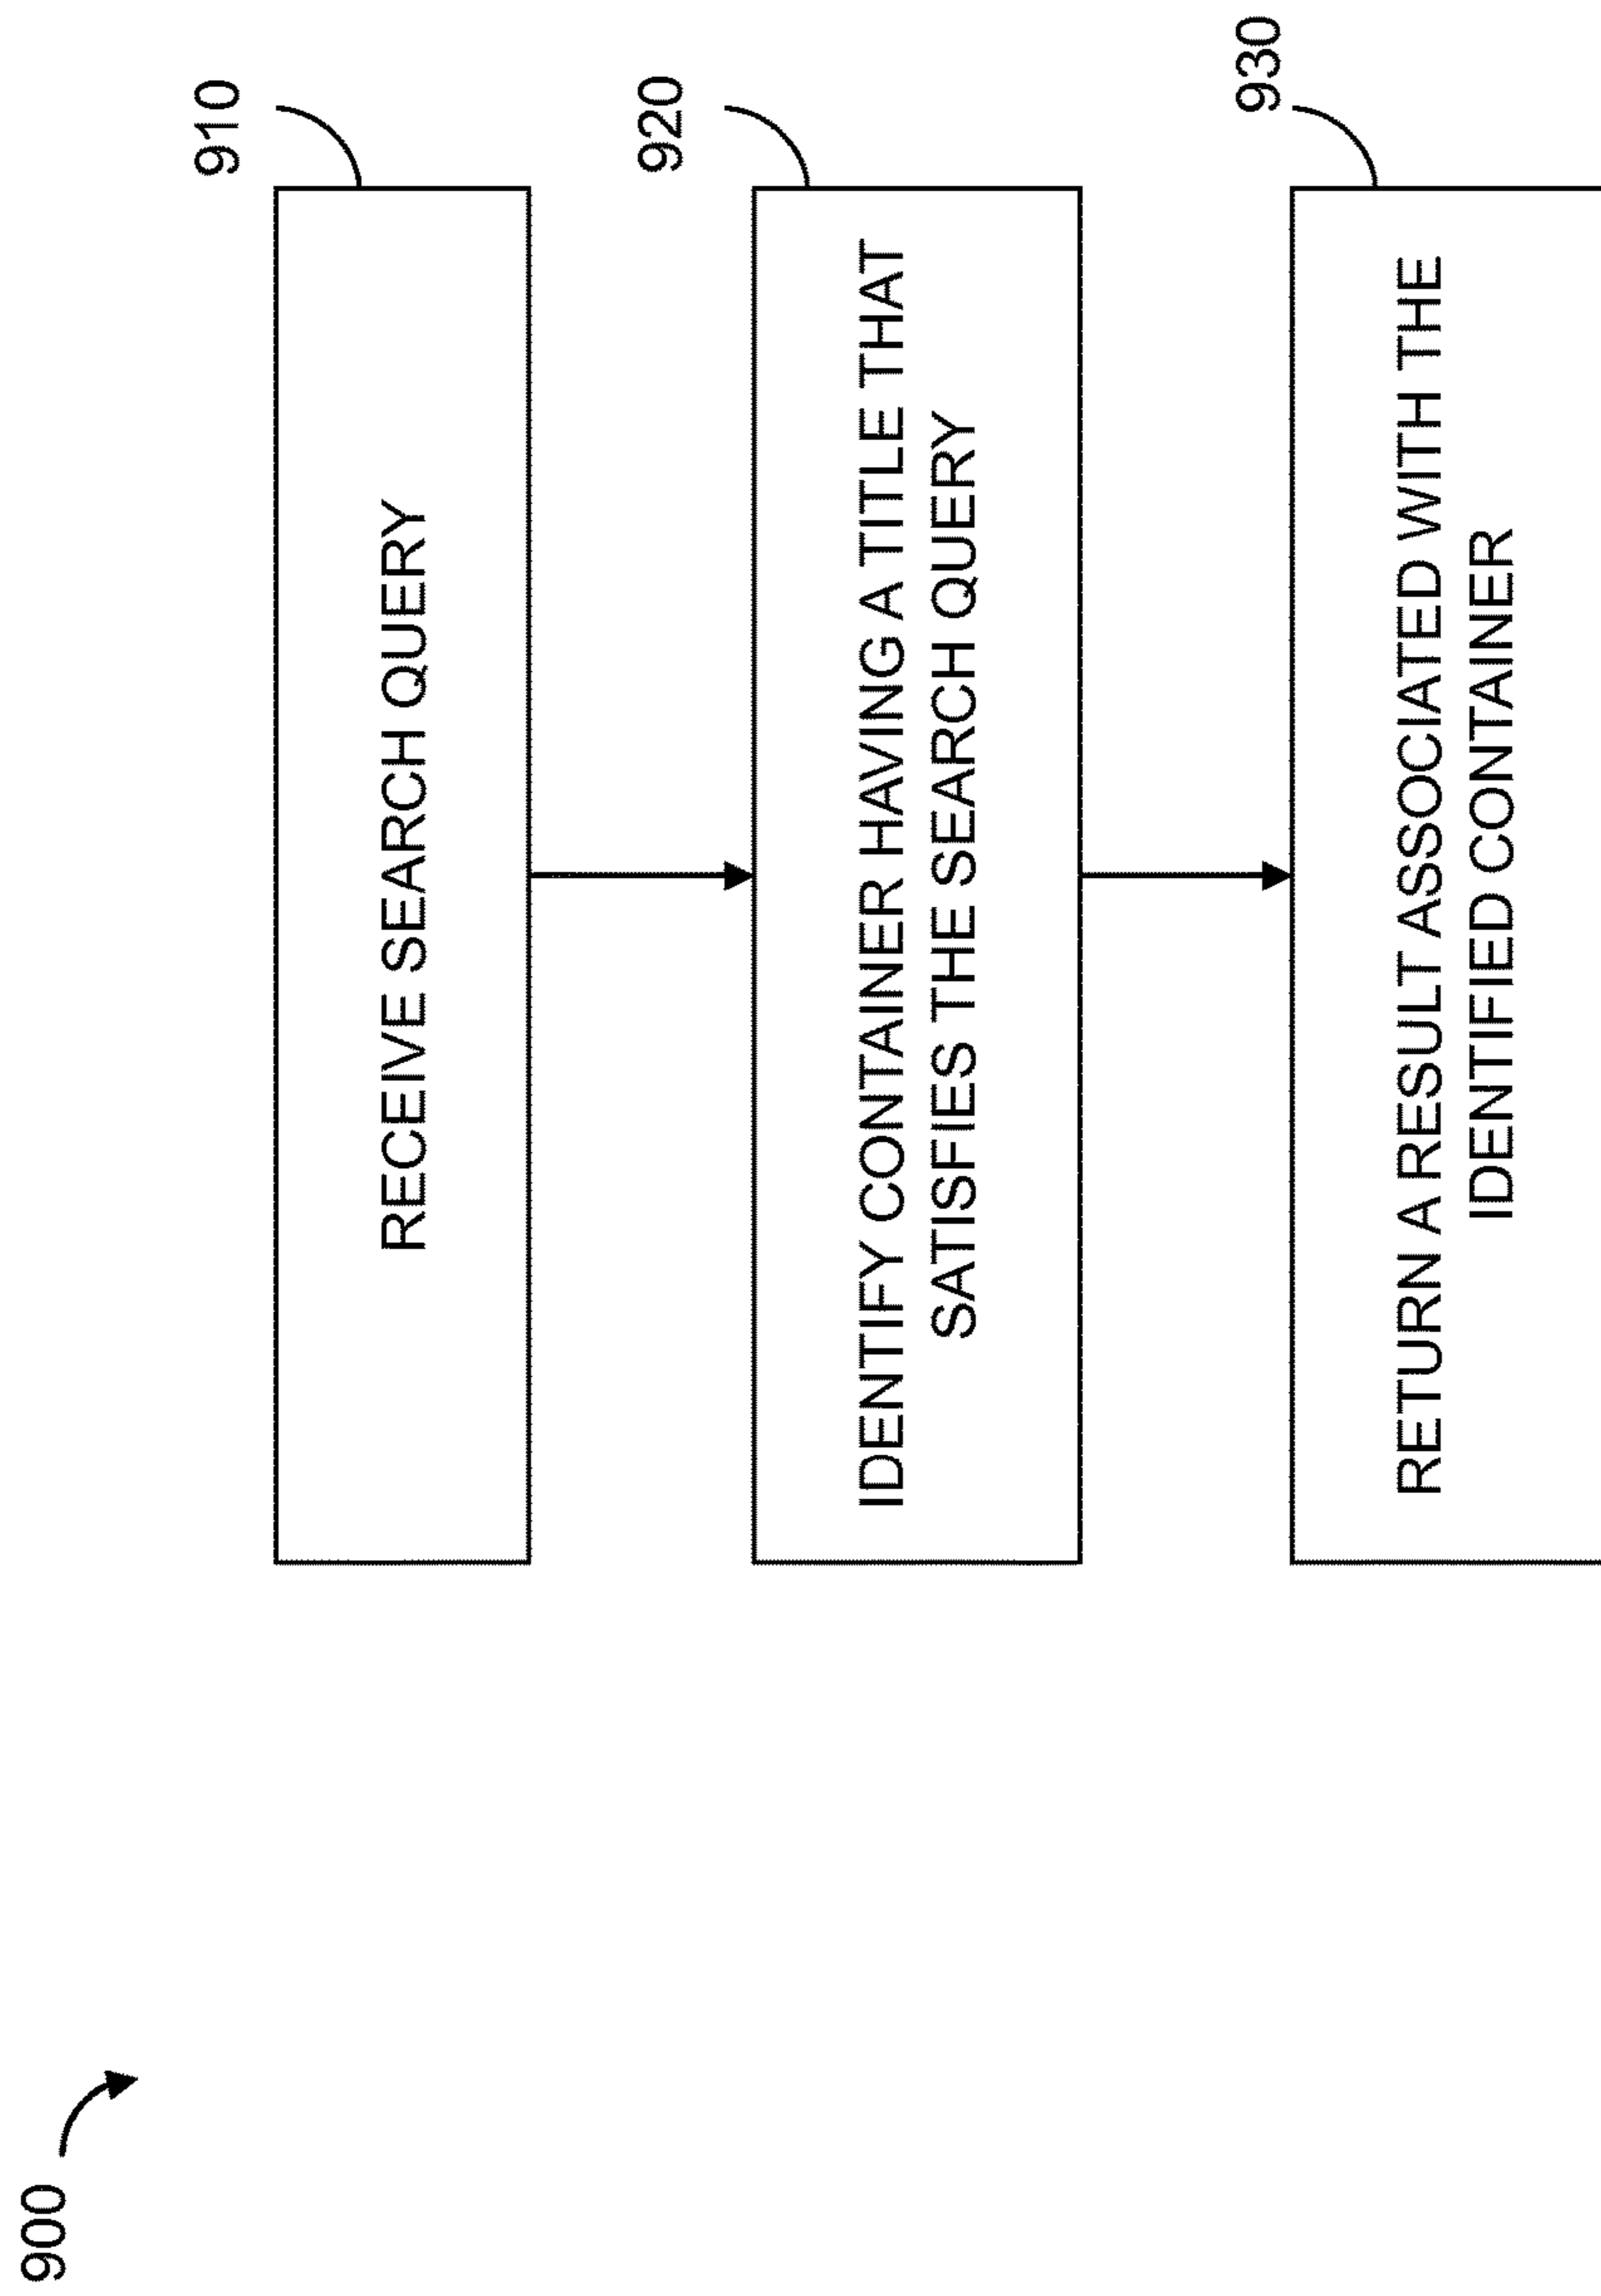 900
910
RECEIVE SEARCH QUERY
920
IDENTIFY CONTAINER HAVING A TITLE THAT
SATISFIES THE SEARCH QUERY
930
RETURN A RESULT ASSOCIATED WITH THE
IDENTIFIED CONTAINER